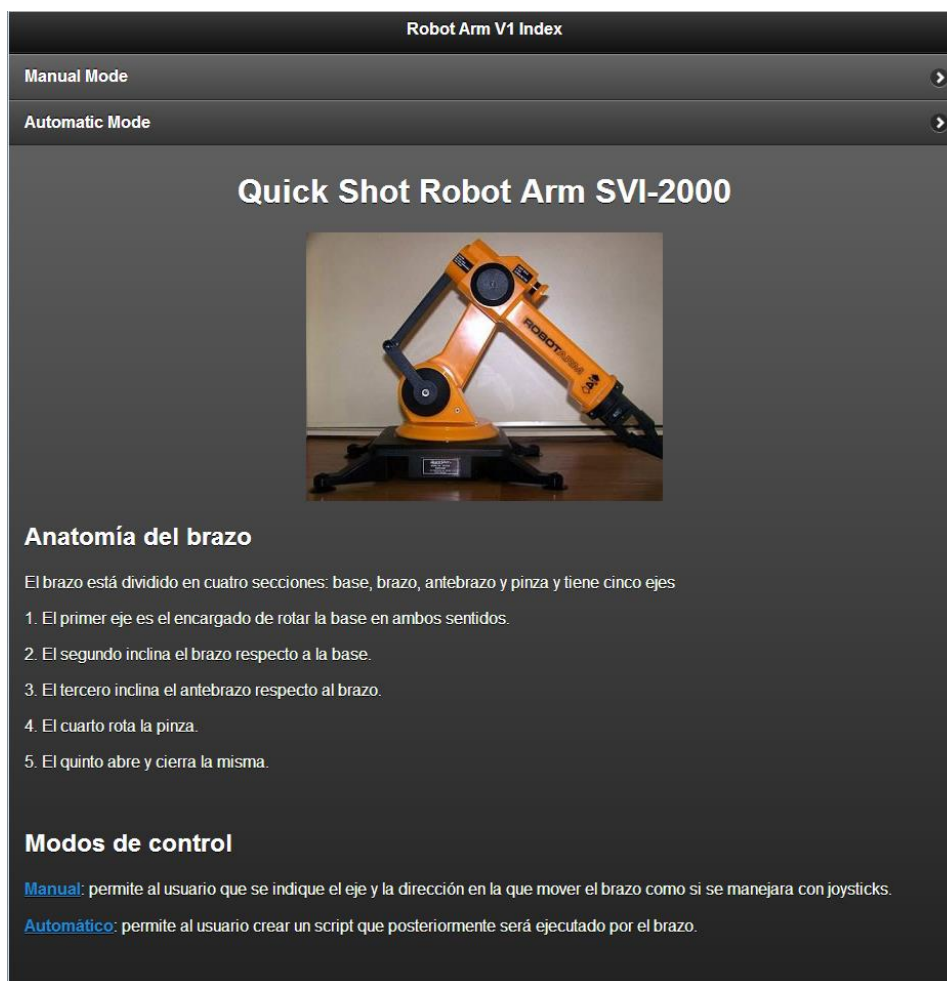 Robot Arm V1 Index
Manual Mode
Automatic Mode
Quick Shot Robot Arm SVI-2000
ROBOTARM
Anatomía del brazo
El brazo está dividido en cuatro secciones: base, brazo, antebrazo y pinza y tiene cinco ejes
1. El primer eje es el encargado de rotar la base en ambos sentidos.
2. El segundo inclina el brazo respecto a la base.
3. El tercero inclina el antebrazo respecto al brazo.
4. El cuarto rota la pinza.
5. El quinto abre y cierra la misma.
Modos de control
Manual: permite al usuario que se indique el eje y la dirección en la que mover el brazo como si se manejara con joysticks.
Automático: permite al usuario crear un script que posteriormente será ejecutado por el brazo.